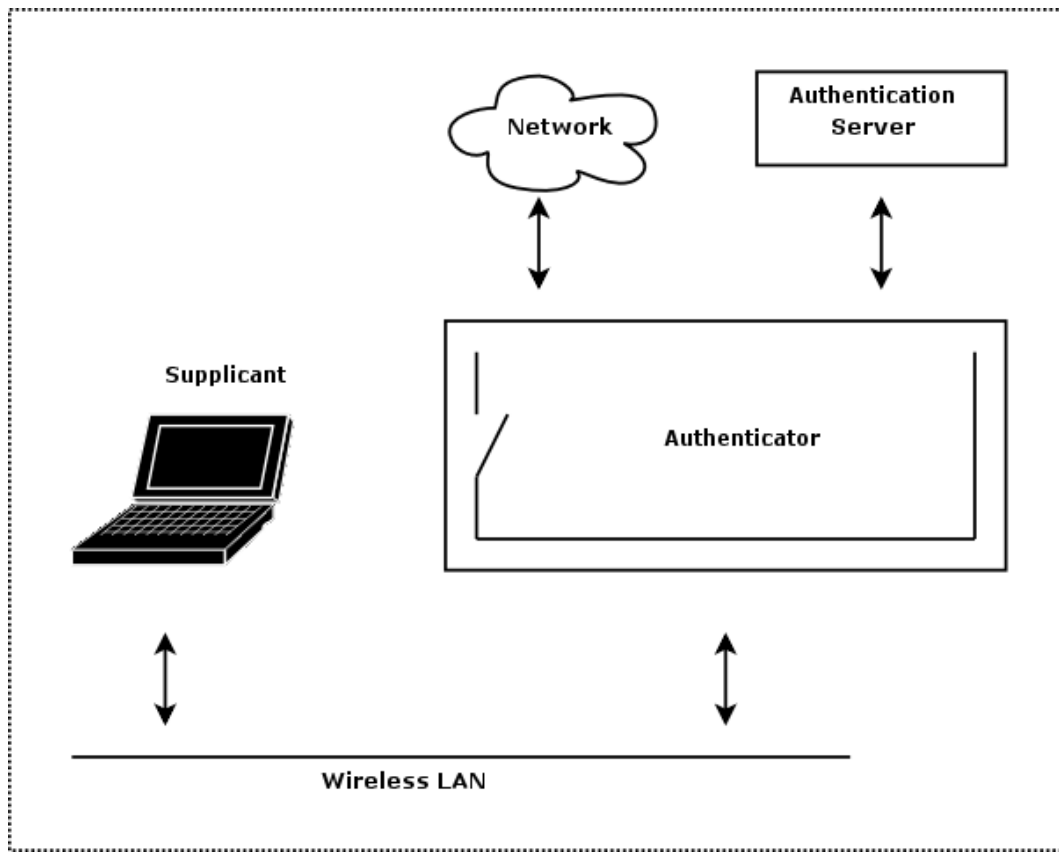 Network
Authentication
Server
Supplicant
Authenticator
Wireless LAN